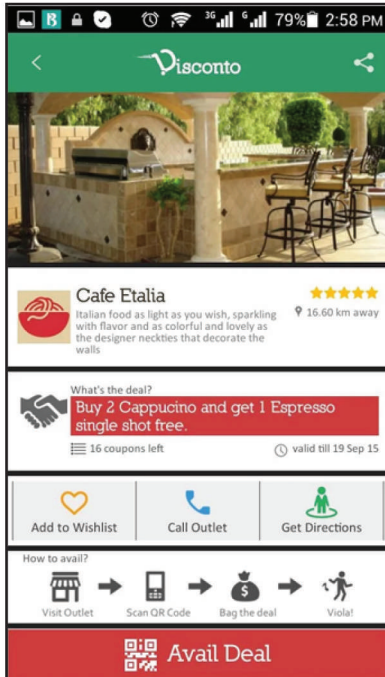 3G 6 79% 2:58 PM
Disconto
Cafe Etalia
Italian food as light as you wish, sparkling
with flavor and as colorful and lovely as
the designer neckties that decorate the
walls
16.60 km away
What's the deal?
Buy 2 Cappucino and get 1 Espresso
single shot free.
16 coupons left
valid till 19 Sep 15
Add to Wishlist
Call Outlet
Get Directions
How to avail?
Visit Outlet
Scan QR Code
Bag the deal
Viola!
Avail Deal